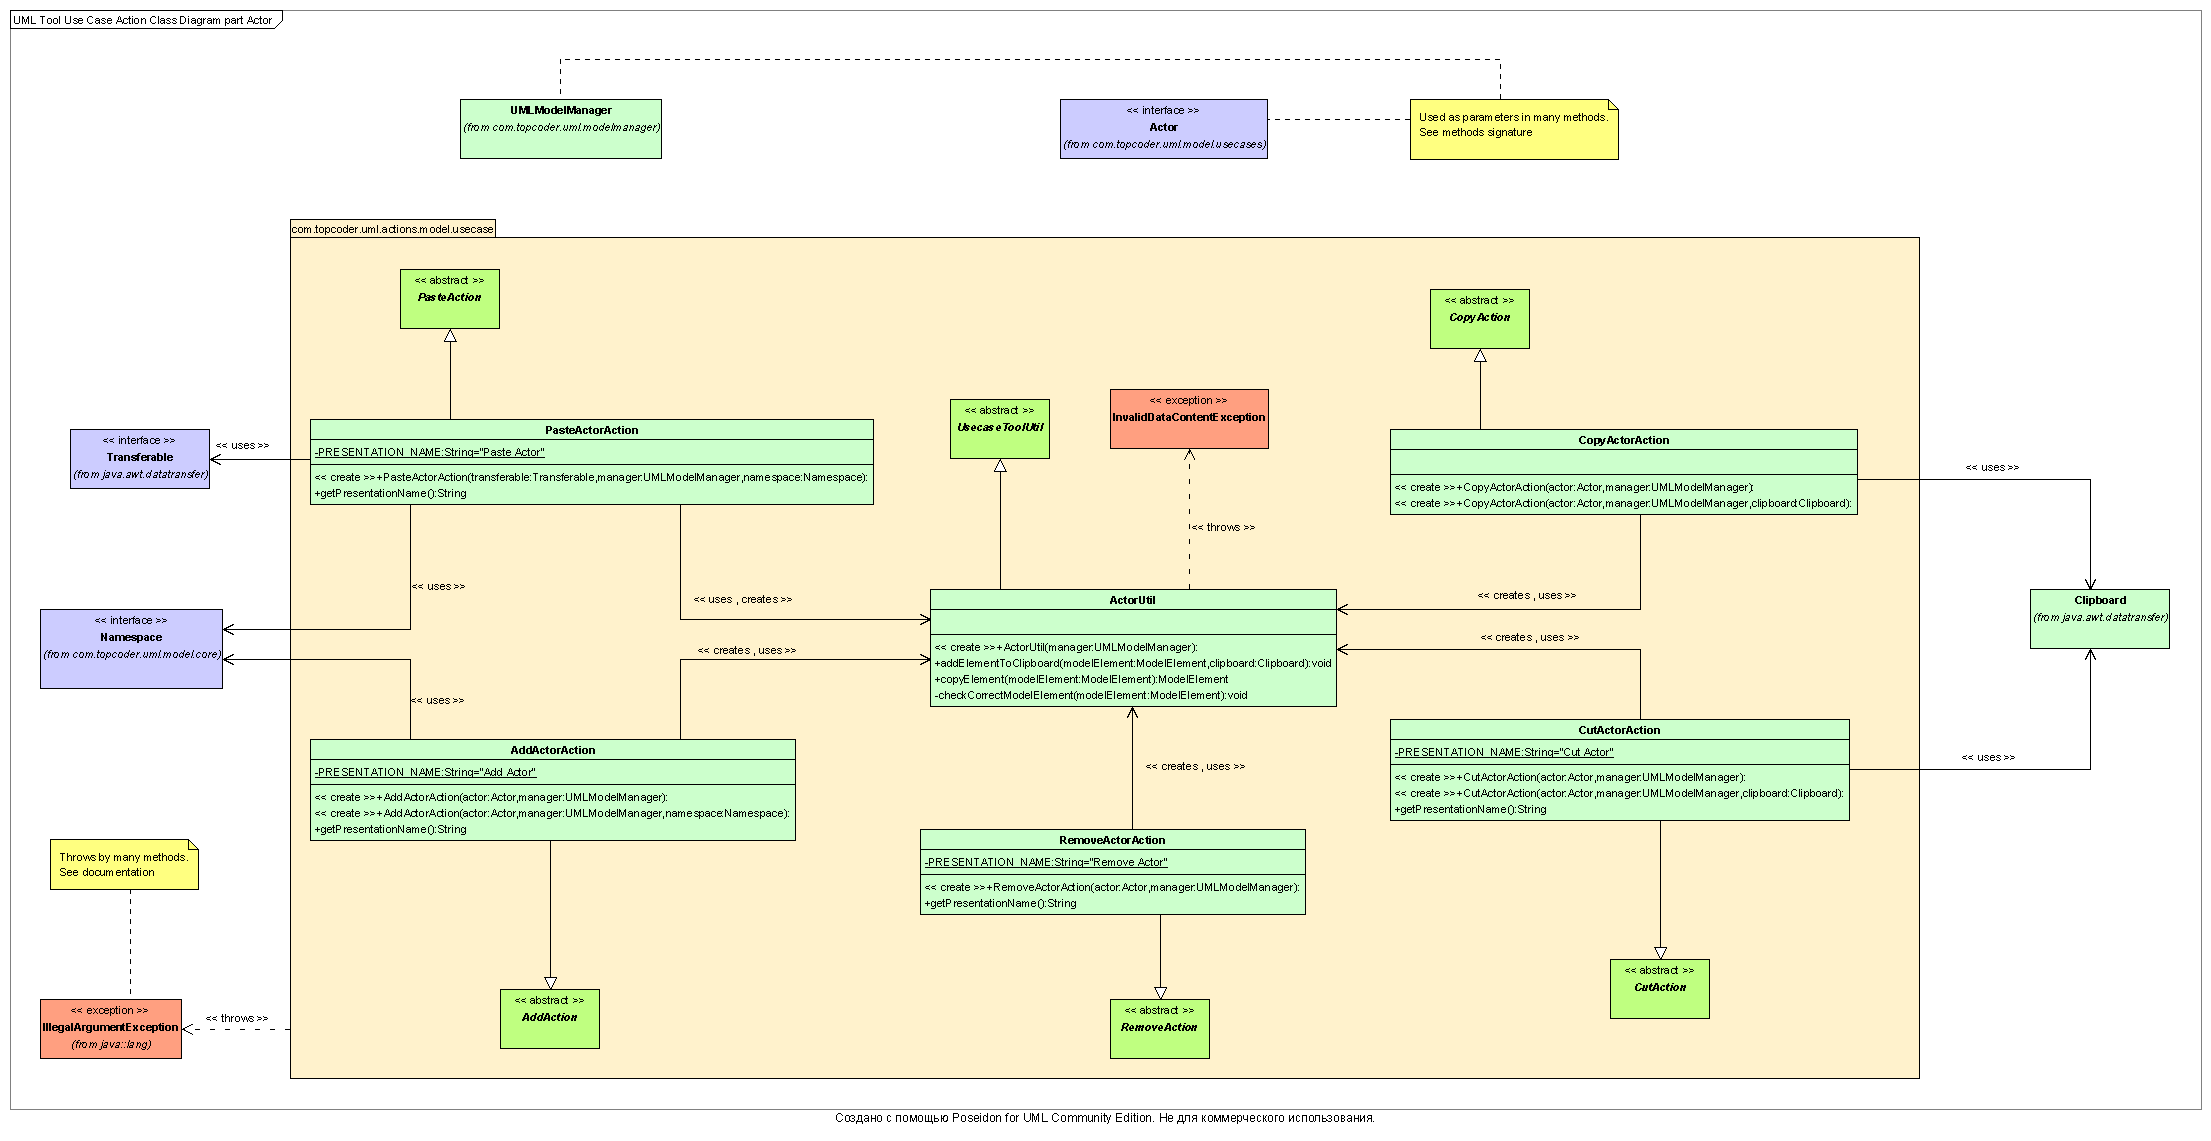 UML Tool Use Case Action Class Diagram part Actor
UMLModelManager
(from com.topcoder.uml.modelmanager)
<< interface >>
Actor
(from com.topcoder.uml.model.usecases)
Used as parameters in many methods.
See methods signature
com.topcoder.uml.actions.model.usecase
<< abstract >>
PasteAction
<< abstract >>
CopyAction
<< abstract >>
UsecaseToolUtil
<< exception >>
InvalidDataContentException
<< interface >>
Transferable
(from java.awt.datatransfer)
<< uses >>
PasteActorAction
-PRESENTATION_NAME:String="Paste Actor"
<< create >>+PasteActorAction(transferable:Transferable,manager:UMLModelManager,namespace:Namespace):
+getPresentationName():String
CopyActorAction
<< create >>+CopyActorAction(actor:Actor,manager:UMLModelManager):
<< create >>+CopyActorAction(actor:Actor,manager:UMLModelManager,clipboard:Clipboard):
<< uses >>
<< throws >>
<< uses >>
<< uses , creates >>
<< creates , uses >>
<< interface >>
Namespace
(from com.topcoder.uml.model.core)
ActorUtil
<< create >>+ActorUtil(manager:UMLModelManager):
+addElementToClipboard(modelElement:ModelElement,clipboard:Clipboard):void
+copyElement(modelElement:ModelElement):ModelElement
-checkCorrectModelElement(modelElement:ModelElement):void
Clipboard
(from java.awt.datatransfer)
<< creates , uses >>
<< creates , uses >>
<< uses >>
AddActorAction
-PRESENTATION_NAME:String="Add Actor"
<< create >>+AddActorAction(actor:Actor,manager:UMLModelManager):
<< create >>+AddActorAction(actor:Actor,manager:UMLModelManager,namespace:Namespace):
+getPresentationName():String
<< creates , uses >>
CutActorAction
-PRESENTATION_NAME:String="Cut Actor"
<< create >>+CutActorAction(actor:Actor,manager:UMLModelManager):
<< create >>+CutActorAction(actor:Actor,manager:UMLModelManager,clipboard:Clipboard):
+getPresentationName():String
<< uses >>
RemoveActorAction
-PRESENTATION_NAME:String="Remove Actor"
<< create >>+RemoveActorAction(actor:Actor,manager:UMLModelManager):
+getPresentationName():String
Throws by many methods.
See documentation
<< exception >>
IllegalArgumentException
(from java::lang)
<< throws >>
<< abstract >>
AddAction
<< abstract >>
RemoveAction
<< abstract >>
CutAction
Создано с помощью Poseidon for UML Community Edition. Не для коммерческого использования.